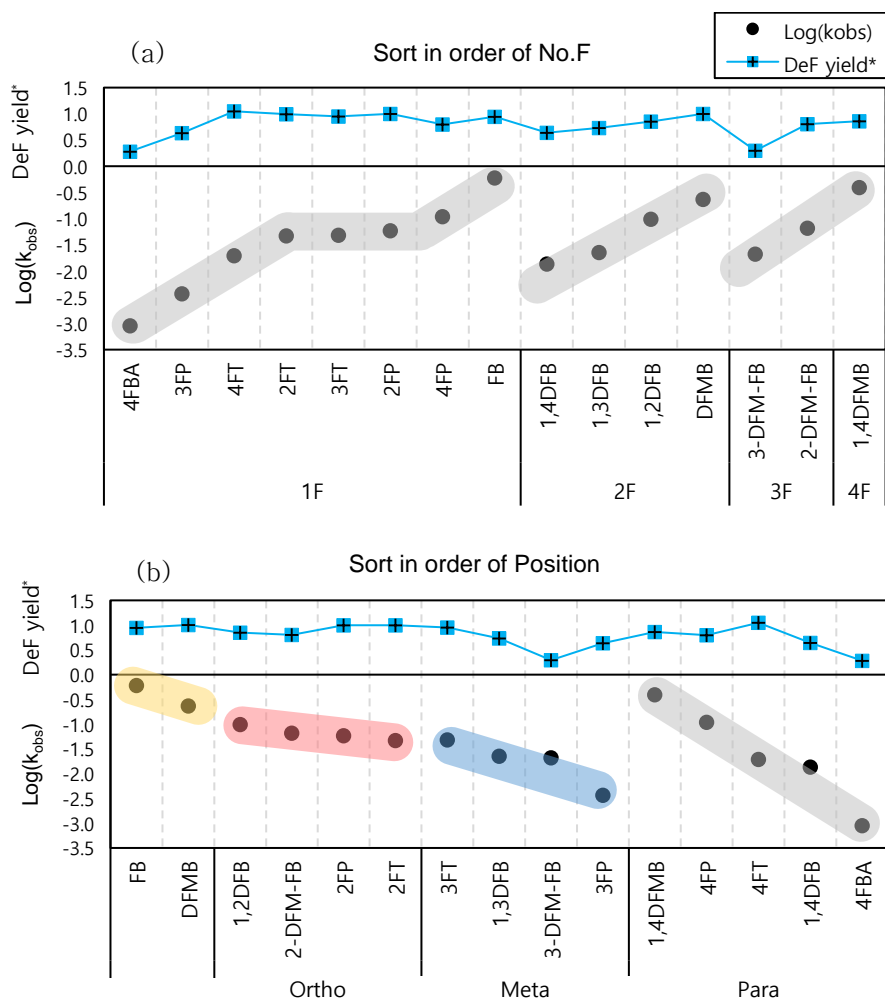 (a)
Sort in order of No.F
Log(kobs)
DeF yield*
DeF yield*
1.5
1.0
0.5
0.0
-0.5
-1.0
-1.5
-2.0
-2.5
-3.0
-3.5
Log(kobs)
4FBA
3FP
4FT
2FT
3FT
2FP
4FP
FB
1,4DFB
1,3DFB
1,2DFB
DFMB
3-DFM-FB
2-DFM-FB
1,4DFMB
1F
2F
3F
4F
(b)
Sort in order of Position
DeF yield*
1.5
1.0
0.5
0.0
-0.5
-1.0
-1.5
-2.0
-2.5
-3.0
-3.5
Log(kobs)
FB
DFMB
1,2DFB
2-DFM-FB
2FP
2FT
3FT
1,3DFB
3-DFM-FB
3FP
1,4DFMB
4FP
4FT
1,4DFB
4FBA
Ortho
Meta
Para